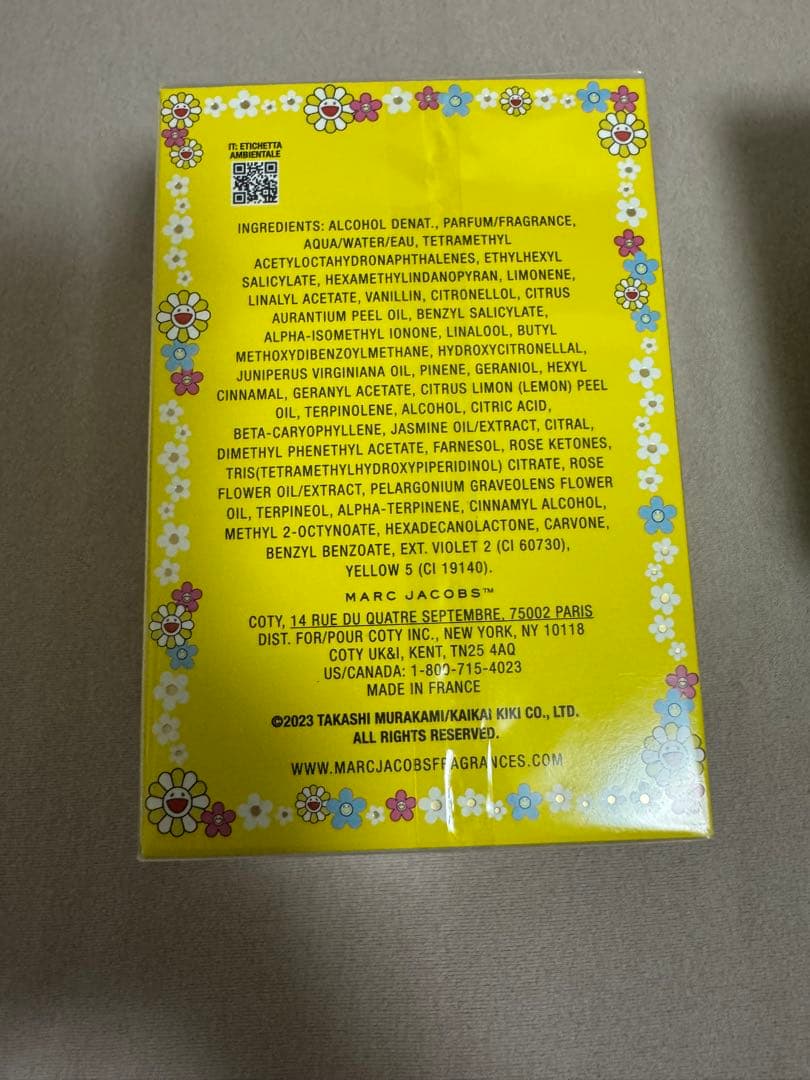 IT: ETICHETTA
AMBIENTALE
INGREDIENTS: ALCOHOL DENAT., PARFUM/FRAGRANCE,
AQUA/WATER/EAU, TETRAMETHYL
ACETYLOCTAHYDRONAPHTHALENES, ETHYLHEXYL
SALICYLATE, HEXAMETHYLINDANOPYRAN, LIMONENE,
LINALYL ACETATE, VANILLIN, CITRONELLOL, CITRUS
AURANTIUM PEEL OIL, BENZYL SALICYLATE,
ALPHA-ISOMETHYL IONONE, LINALOOL, BUTYL
METHOXYDIBENZOYLMETHANE, HYDROXYCITRONELLAL,
JUNIPERUS VIRGINIANA OIL, PINENE, GERANIOL, HEXYL
CINNAMAL, GERANYL ACETATE, CITRUS LIMON (LEMON) PEEL
OIL, TERPINOLENE, ALCOHOL, CITRIC ACID,
BETA-CARYOPHYLLENE, JASMINE OIL/EXTRACT, CITRAL,
DIMETHYL PHENETHYL ACETATE, FARNESOL, ROSE KETONES,
TRIS(TETRAMETHYLHYDROXYPIPERIDINOL) CITRATE, ROSE
FLOWER OIL/EXTRACT, PELARGONIUM GRAVEOLENS FLOWER
OIL, TERPINEOL, ALPHA-TERPINENE, CINNAMYL ALCOHOL,
METHYL 2-OCTYNOATE, HEXADECANOLACTONE, CARVONE,
BENZYL BENZOATE, EXT. VIOLET 2 (CI 60730),
YELLOW 5 (CI 19140).
MARC JACOBS™
COTY, 14 RUE DU QUATRE SEPTEMBRE, 75002 PARIS
DIST. FOR/POUR COTY INC., NEW YORK, NY 10118
COTY UK&I, KENT, TN25 4AQ
US/CANADA: 1-800-715-4023
MADE IN FRANCE
©2023 TAKASHI MURAKAMI/KAIKAI KIKI CO., LTD.
ALL RIGHTS RESERVED.
WWW.MARCJACOBSFRAGRANCES.COM